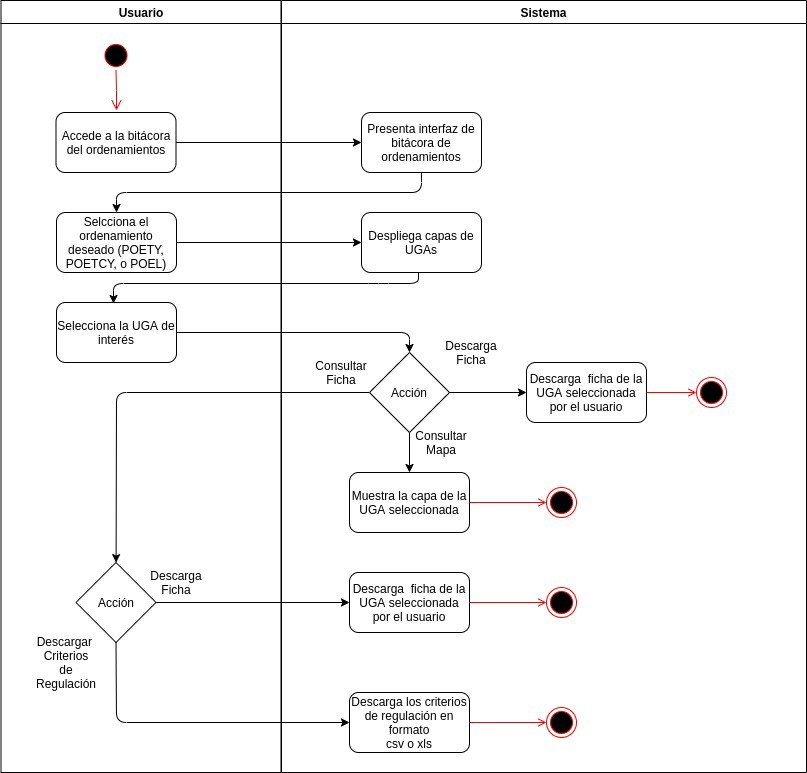 Usuario
Sistema
Accede a la bitácora
del ordenamientos
Presenta interfaz de
bitácora de
ordenamientos
Selcciona el
ordenamiento
deseado (POETY,
POETCY, o POEL)
Despliega capas de
UGAs
Selecciona la UGA de
interés
Consultar
Ficha
Acción
Descarga
Ficha
Descarga ficha de la
UGA seleccionada
por el usuario
Consultar
Mapa
Muestra la capa de la
UGA seleccionada
Acción
Descarga
Ficha
Descarga ficha de la
UGA seleccionada
por el usuario
Descargar
Criterios
de
Regulación
Descarga los criterios
de regulación en
formato
csv o xls